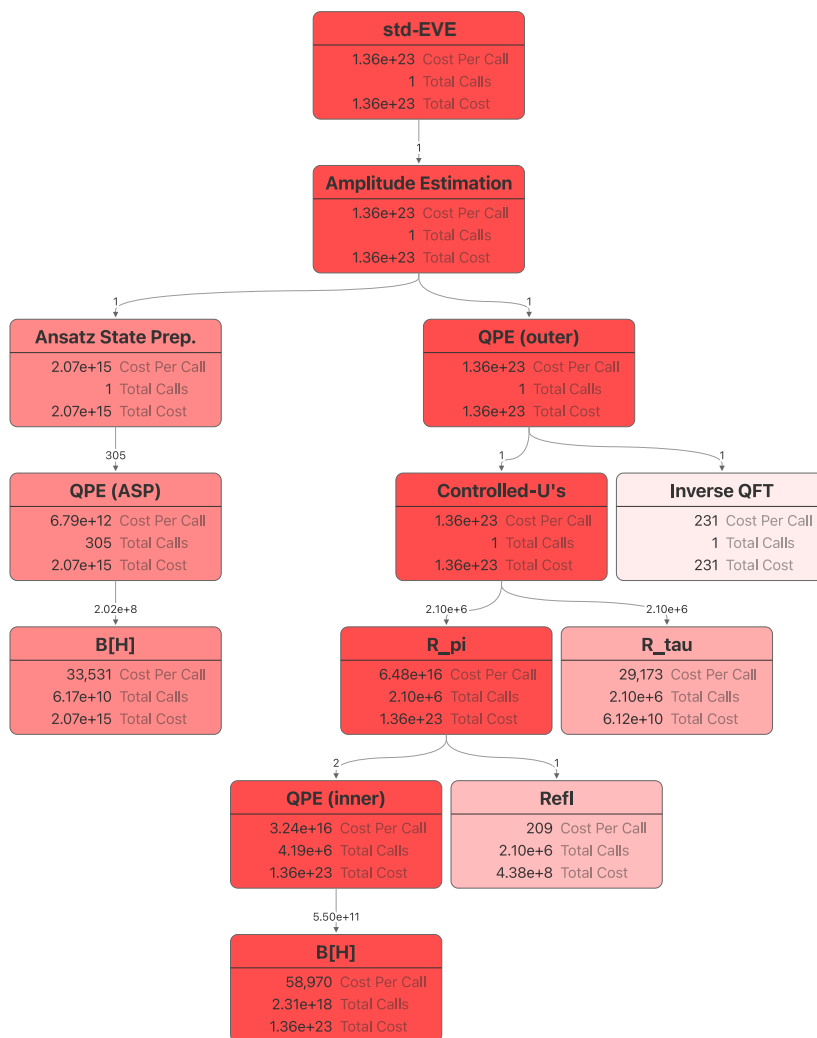 std-EVE
1.36e+23 Cost Per Call
1 Total Calls
1.36e+23 Total Cost
1
Amplitude Estimation
1.36e+23 Cost Per Call
1 Total Calls
1.36e+23 Total Cost
1
1
Ansatz State Prep.
2.07e+15 Cost Per Call
1 Total Calls
2.07e+15 Total Cost
QPE (outer)
1.36e+23 Cost Per Call
1 Total Calls
1.36e+23 Total Cost
305
1
1
QPE (ASP)
6.79e+12 Cost Per Call
305 Total Calls
2.07e+15 Total Cost
Controlled-U's
1.36e+23 Cost Per Call
1 Total Calls
1.36e+23 Total Cost
Inverse QFT
231 Cost Per Call
1 Total Calls
231 Total Cost
2.02e+8
2.10e+6
2.10e+6
B[H]
33,531 Cost Per Call
6.17e+10 Total Calls
2.07e+15 Total Cost
R_pi
6.48e+16 Cost Per Call
2.10e+6 Total Calls
1.36e+23 Total Cost
R_tau
29,173 Cost Per Call
2.10e+6 Total Calls
6.12e+10 Total Cost
2
1
QPE (inner)
3.24e+16 Cost Per Call
4.19e+6 Total Calls
1.36e+23 Total Cost
Refl
209 Cost Per Call
2.10e+6 Total Calls
4.38e+8 Total Cost
5.50e+11
B[H]
58,970 Cost Per Call
2.31e+18 Total Calls
1.36e+23 Total Cost